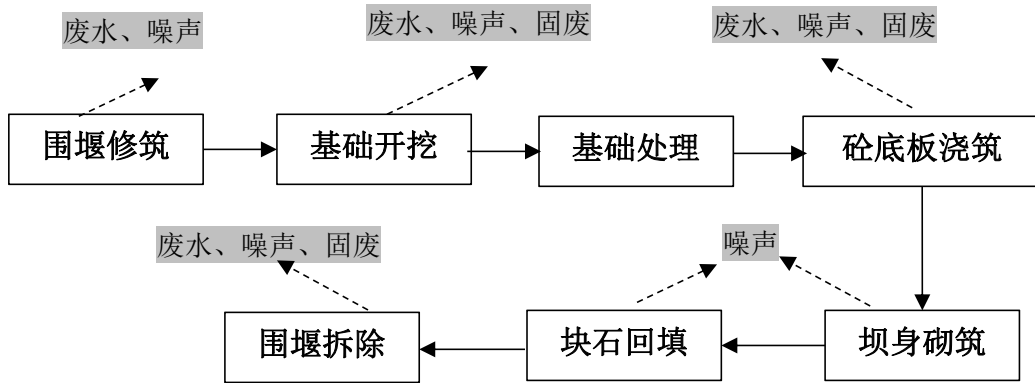 废水、噪声
废水、噪声、固废
废水、噪声、固废
围堰修筑
基础开挖
基础处理
砼底板浇筑
废水、噪声、固废
噪声
围堰拆除
块石回填
坝身砌筑